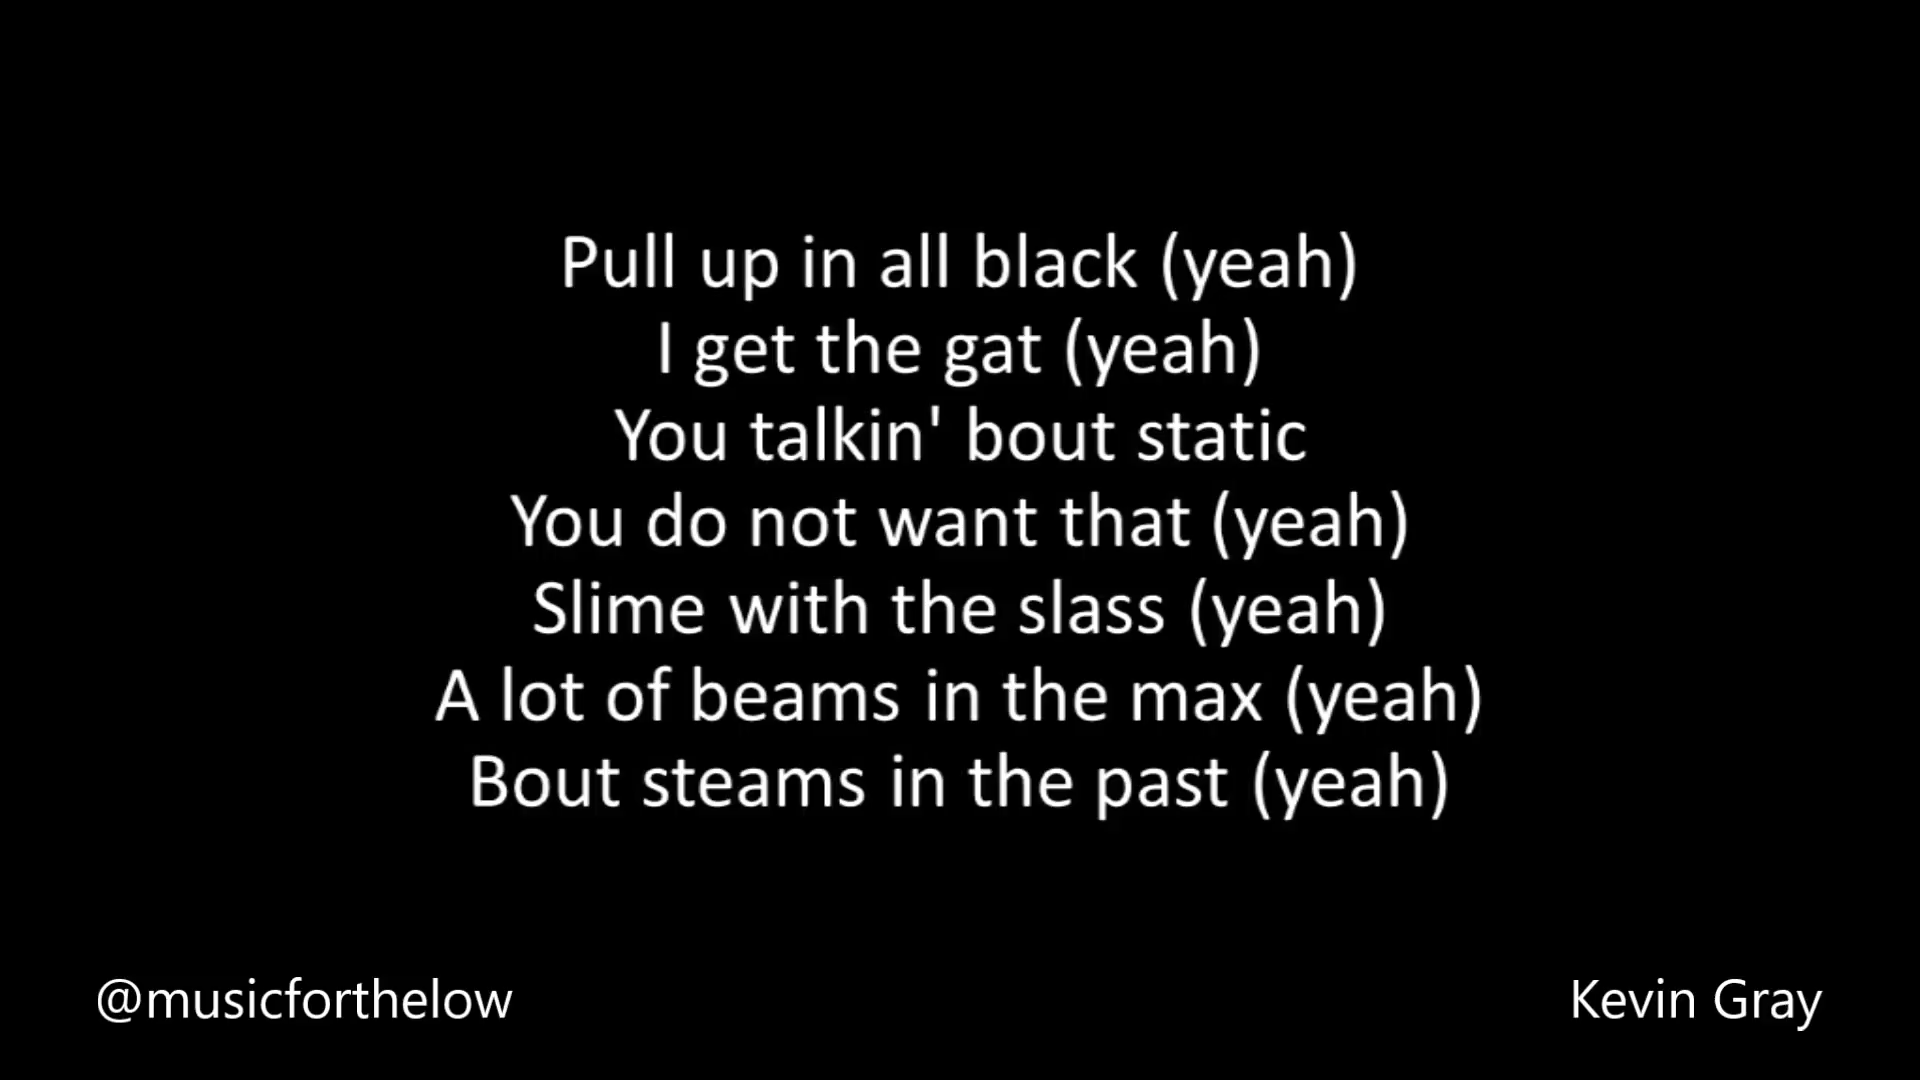 Pull up in all black (yeah)
I get the gat (yeah)
You talkin' bout static
You do not want that (yeah)
Slime with the slass (yeah)
A lot of beams in the max (yeah)
Bout steams in the past (yeah)
@musicforthelow
Kevin Gray